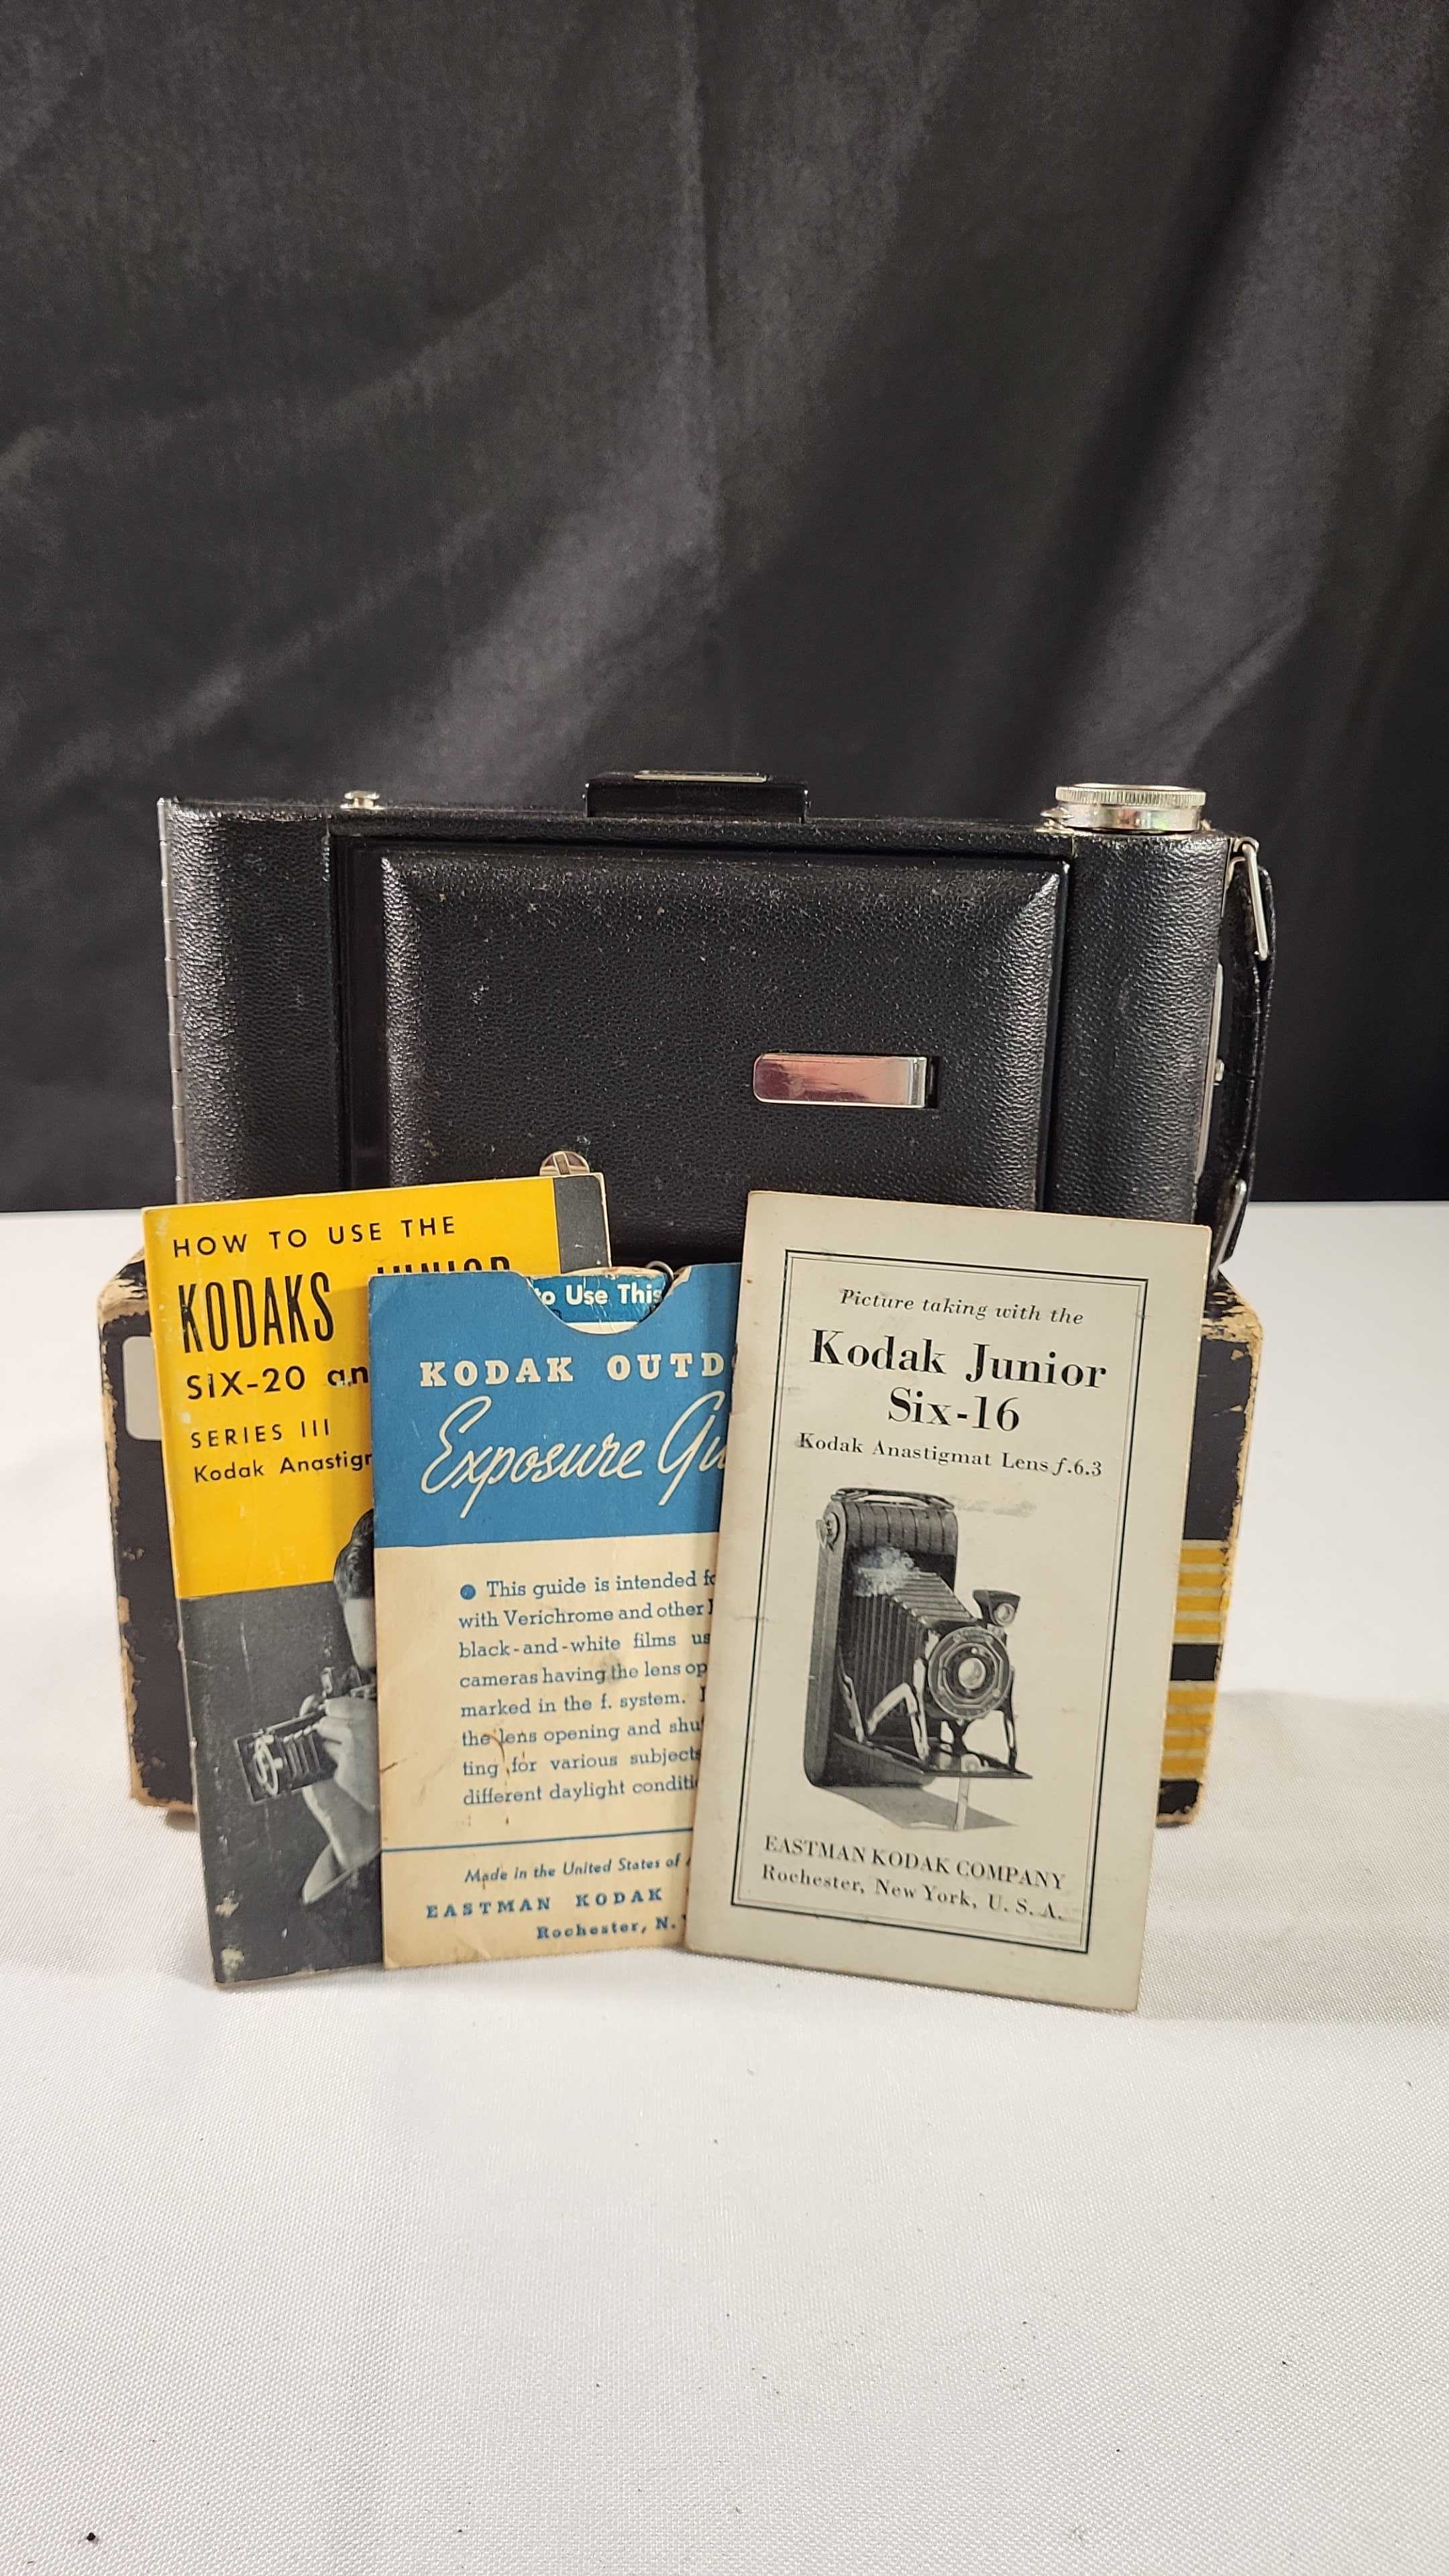 HOW TO USE THE
KODAKS JUNIOR
SIX-20 an
SERIES III
Kodak Anastigm
to Use This
KODAK OUTD
Exposure Gu
● This guide is intended fo
with Verichrome and other
black-and-white films us
cameras having the lens op
marked in the f. system.
the lens opening and shu
ting for various subjects
different daylight conditi
Made in the United States of
EASTMAN KODAK
Rochester, N.
Picture taking with the
Kodak Junior
Six-16
Kodak Anastigmat Lens f.6.3
EASTMAN KODAK COMPANY
Rochester, New York, U. S. A.